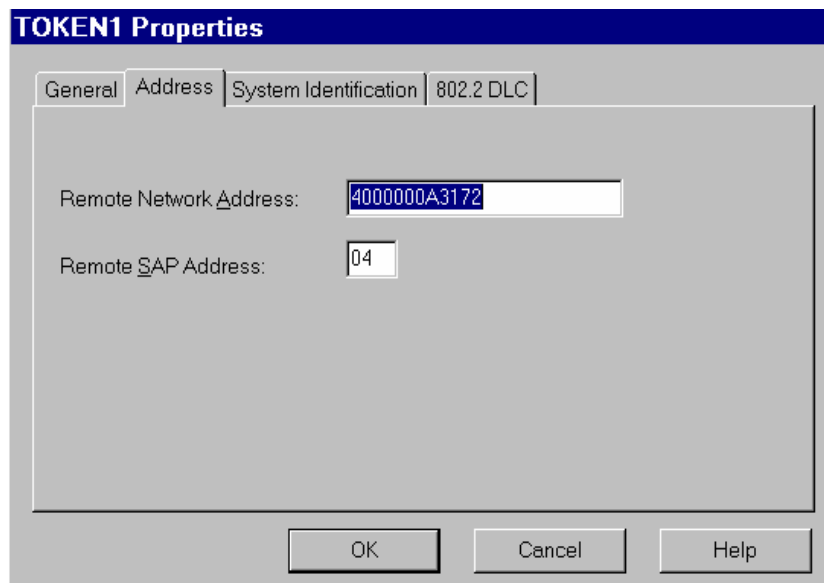 TOKEN1 Properties
General Address System Identification 802.2 DLC
Remote Network Address: 4000000A3172
Remote SAP Address: 04
OK Cancel Help